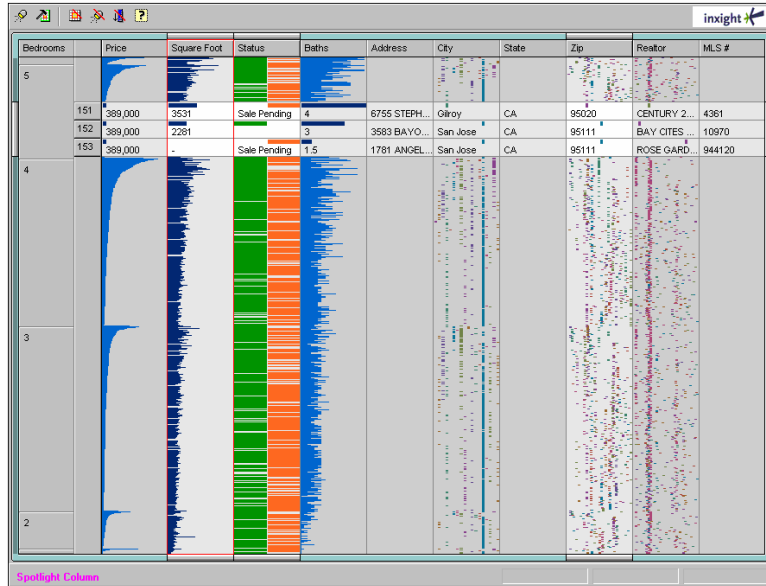 inxight
Bedrooms Price Square Foot Status Baths Address City State Zip Realtor MLS #
5
151 389,000 3531 Sale Pending 4 6755 STEPH... Gilroy CA 95020 CENTURY 2... 4361
152 389,000 2281 3 3583 BAYO... San Jose CA 95111 BAY CITES ... 10970
153 389,000 - Sale Pending 1.5 1781 ANGEL... San Jose CA 95111 ROSE GARD... 944120
4
3
2
Spotlight Column